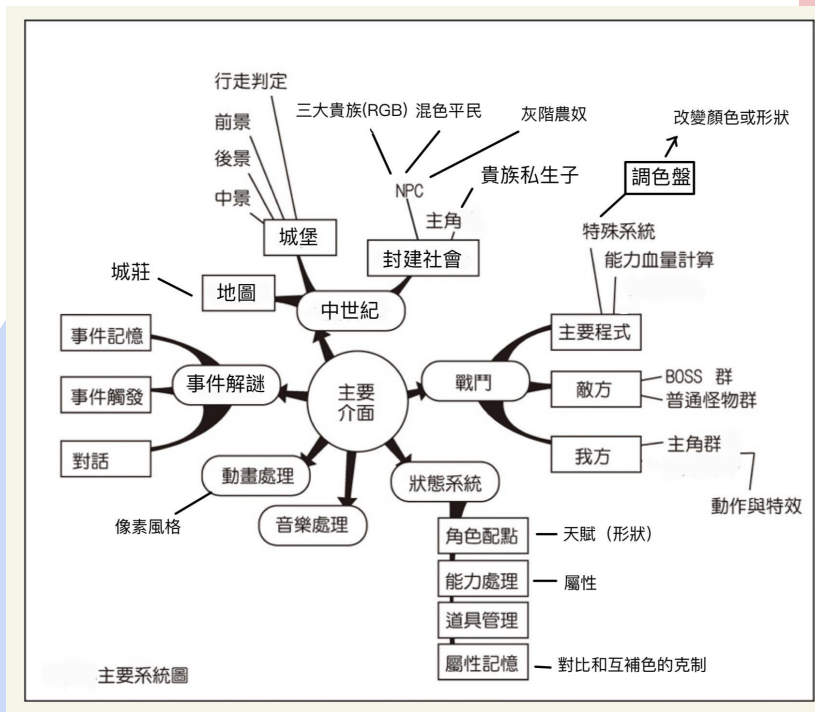 行走判定
前景
後景
中景
城堡
三大貴族(RGB)
混色平民
灰階農奴
NPC
貴族私生子
主角
封建社會
改變顏色或形狀
調色盤
特殊系統
能力血量計算
主要程式
城莊
地圖
中世紀
事件記憶
事件觸發
對話
事件解謎
主要
介面
戰鬥
敵方
BOSS 群
普通怪物群
我方
主角群
動作與特效
動畫處理
像素風格
音樂處理
狀態系統
角色配點
天賦（形狀）
能力處理
屬性
道具管理
屬性記憶
對比和互補色的克制
主要系統圖